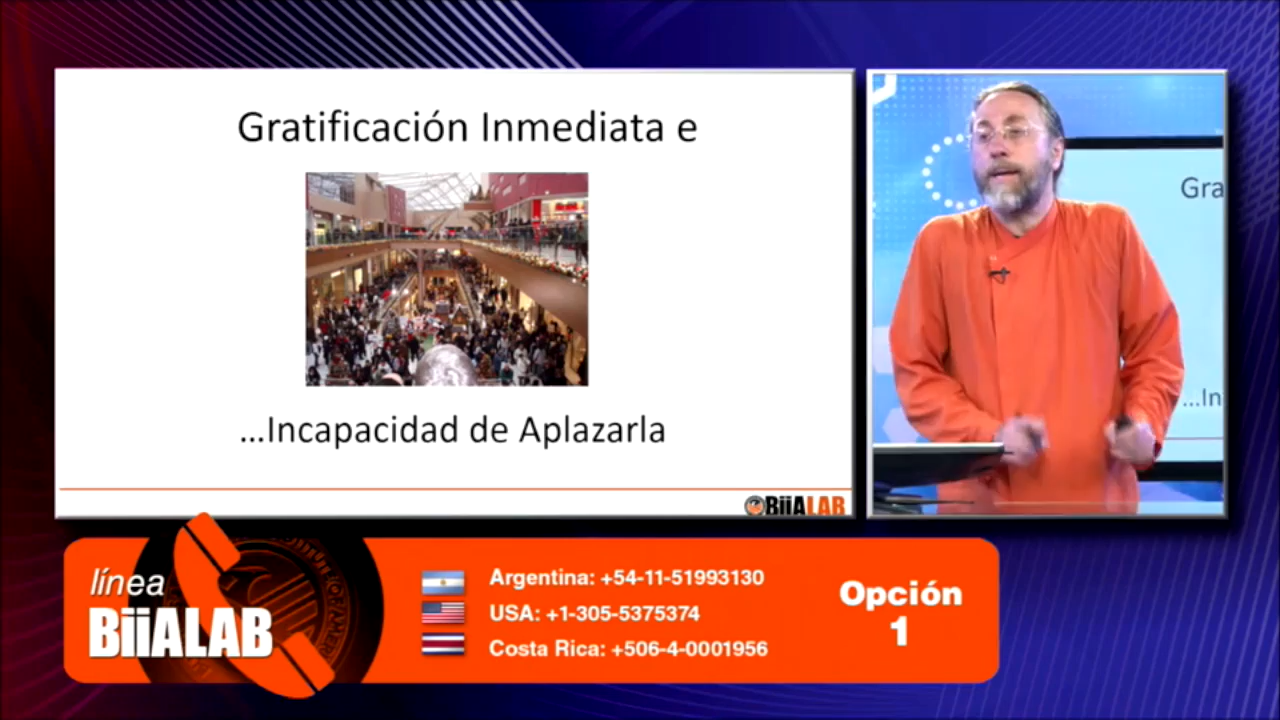 Gratificación Inmediata e
...Incapacidad de Aplazarla
BiiALAB
Gra
...In
línea
BiiALAB
Argentina: +54-11-51993130
USA: +1-305-5375374
Costa Rica: +506-4-0001956
Opción
1